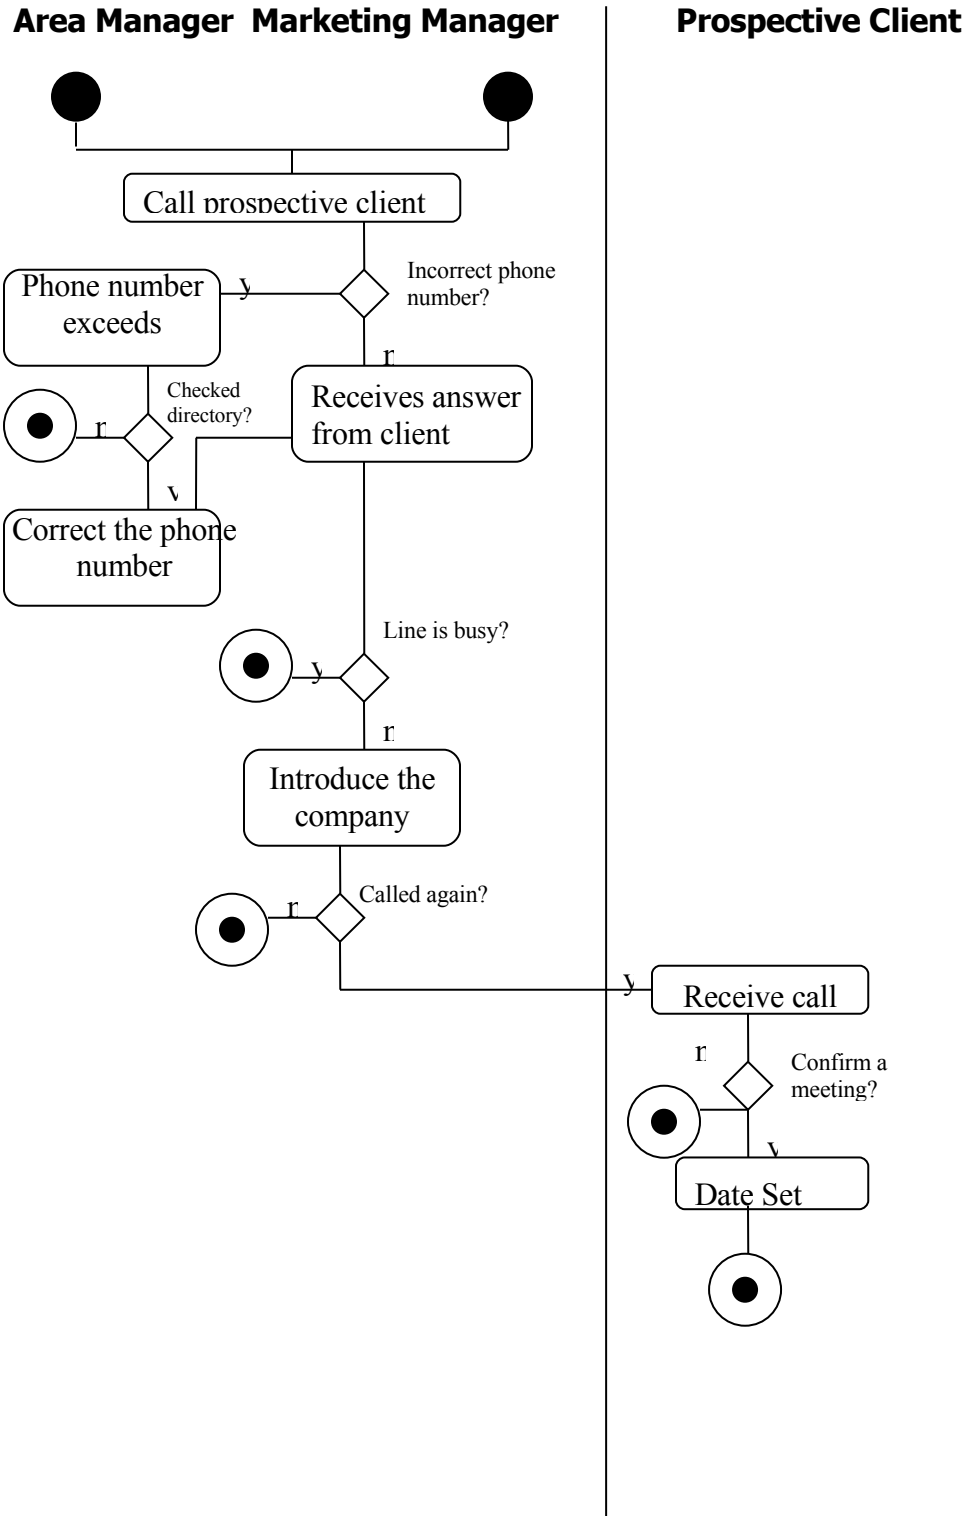 Area Manager Marketing Manager
Prospective Client
Call prospective client
Incorrect phone
number?
y
Phone number
exceeds
n
Receives answer
from client
Checked
directory?
n
y
Correct the phone
number
Line is busy?
y
n
Introduce the
company
Called again?
n
y
Receive call
n
Confirm a
meeting?
y
Date Set